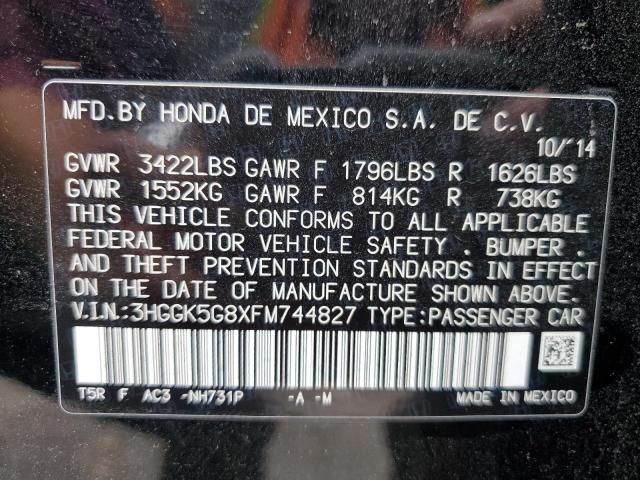 MFD.BY HONDA DE MEXICO S.A. DE C.V.
10/'14
GVWR 3422LBS GAWR F 1796LBS R 1626LBS
GVWR 1552KG GAWR F 814KG R 738KG
THIS VEHICLE CONFORMS TO ALL APPLICABLE
FEDERAL MOTOR VEHICLE SAFETY . BUMPER .
AND THEFT PREVENTION STANDARDS IN EFFECT
ON THE DATE OF MANUFACTURE SHOWN ABOVE.
V.I.N.:3HGGK5G8XFM744827 TYPE:PASSENGER CAR
T5R F AC3 -NH731P -A -M MADE IN MEXICO